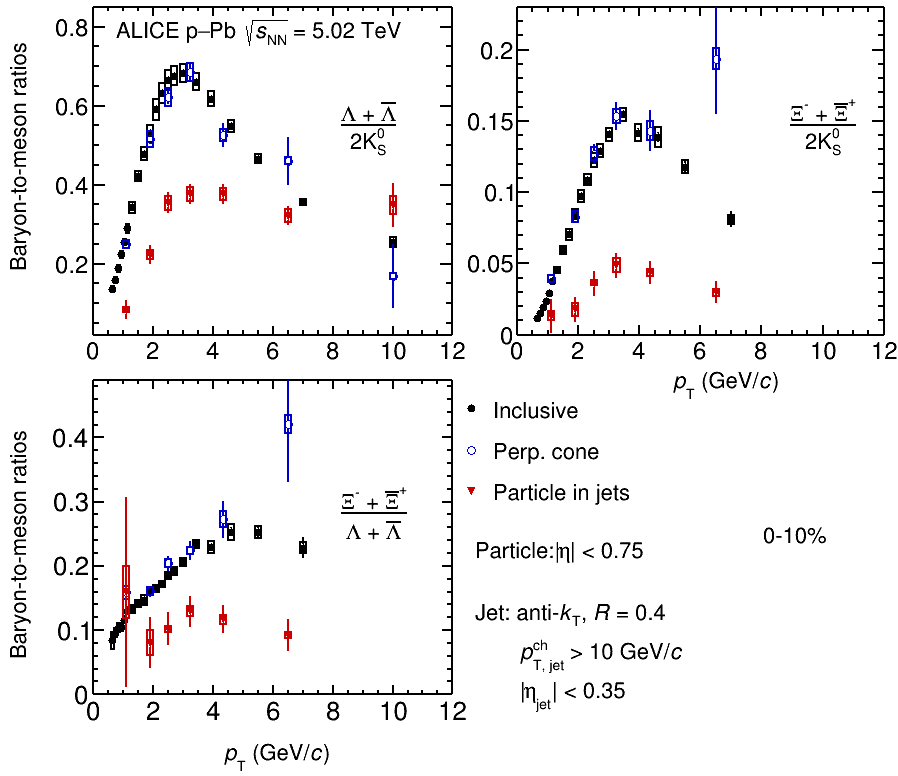 ALICE p–Pb √sNN = 5.02 TeV
Baryon-to-meson ratios
0.8
0.6
0.4
0.2
Λ + Λ̅
2K⁰S
0 2 4 6 8 10 12
0.2
0.15
0.1
0.05
0
Ξ⁻ + Ξ̅⁺
2K⁰S
0 2 4 6 8 10 12
pT (GeV/c)
Baryon-to-meson ratios
0.4
0.3
0.2
0.1
0
Ξ⁻ + Ξ̅⁺
Λ + Λ̅
0 2 4 6 8 10 12
pT (GeV/c)
Inclusive
Perp. cone
Particle in jets
Particle:|η| < 0.75
0-10%
Jet: anti-kT, R = 0.4
p^ch T, jet > 10 GeV/c
|ηjet| < 0.35